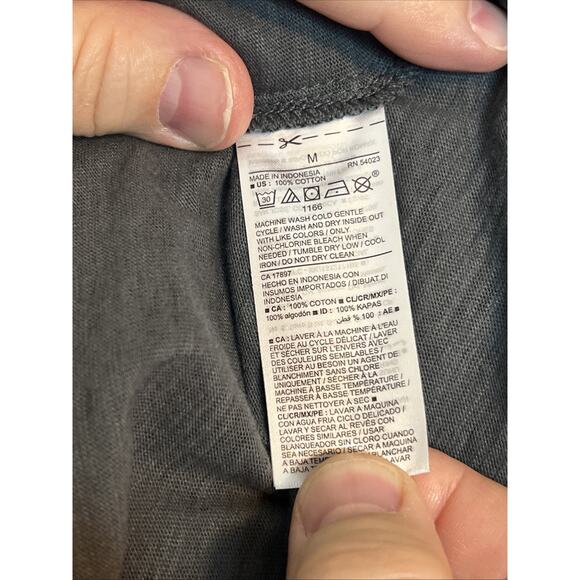 M
MADE IN INDONESIA RN 54023
■ US : 100% COTTON
30
1166
MACHINE WASH COLD GENTLE
CYCLE / WASH AND DRY INSIDE OUT
WITH LIKE COLORS / ONLY
NON-CHLORINE BLEACH WHEN
NEEDED / TUMBLE DRY LOW / COOL
IRON / DO NOT DRY CLEAN
CA 17897
HECHO EN INDONESIA CON
INSUMOS IMPORTADOS / DIBUAT DI
INDONESIA
■ CA : 100% COTON ■ CL/CR/MX/PE :
100% algodón ■ ID : 100% KAPAS
■ AE : 100 % قطن
■ CA : LAVER À LA MACHINE À L'EAU
FROIDE AU CYCLE DÉLICAT / LAVER
ET SÉCHER SUR L'ENVERS AVEC
DES COULEURS SEMBLABLES /
UTILISER AU BESOIN UN AGENT DE
BLANCHIMENT SANS CHLORE
UNIQUEMENT / SÉCHER À LA
MACHINE À BASSE TEMPÉRATURE /
REPASSER À BASSE TEMPÉRATURE /
NE PAS NETTOYER À SEC ■
CL/CR/MX/PE : LAVAR A MAQUINA
CON AGUA FRIA CICLO DELICADO /
LAVAR Y SECAR AL REVÉS CON
COLORES SIMILARES / USAR
BLANQUEADOR SIN CLORO CUANDO
SEA NECESARIO / SECAR A MAQUINA
A BAJA
A BAJA